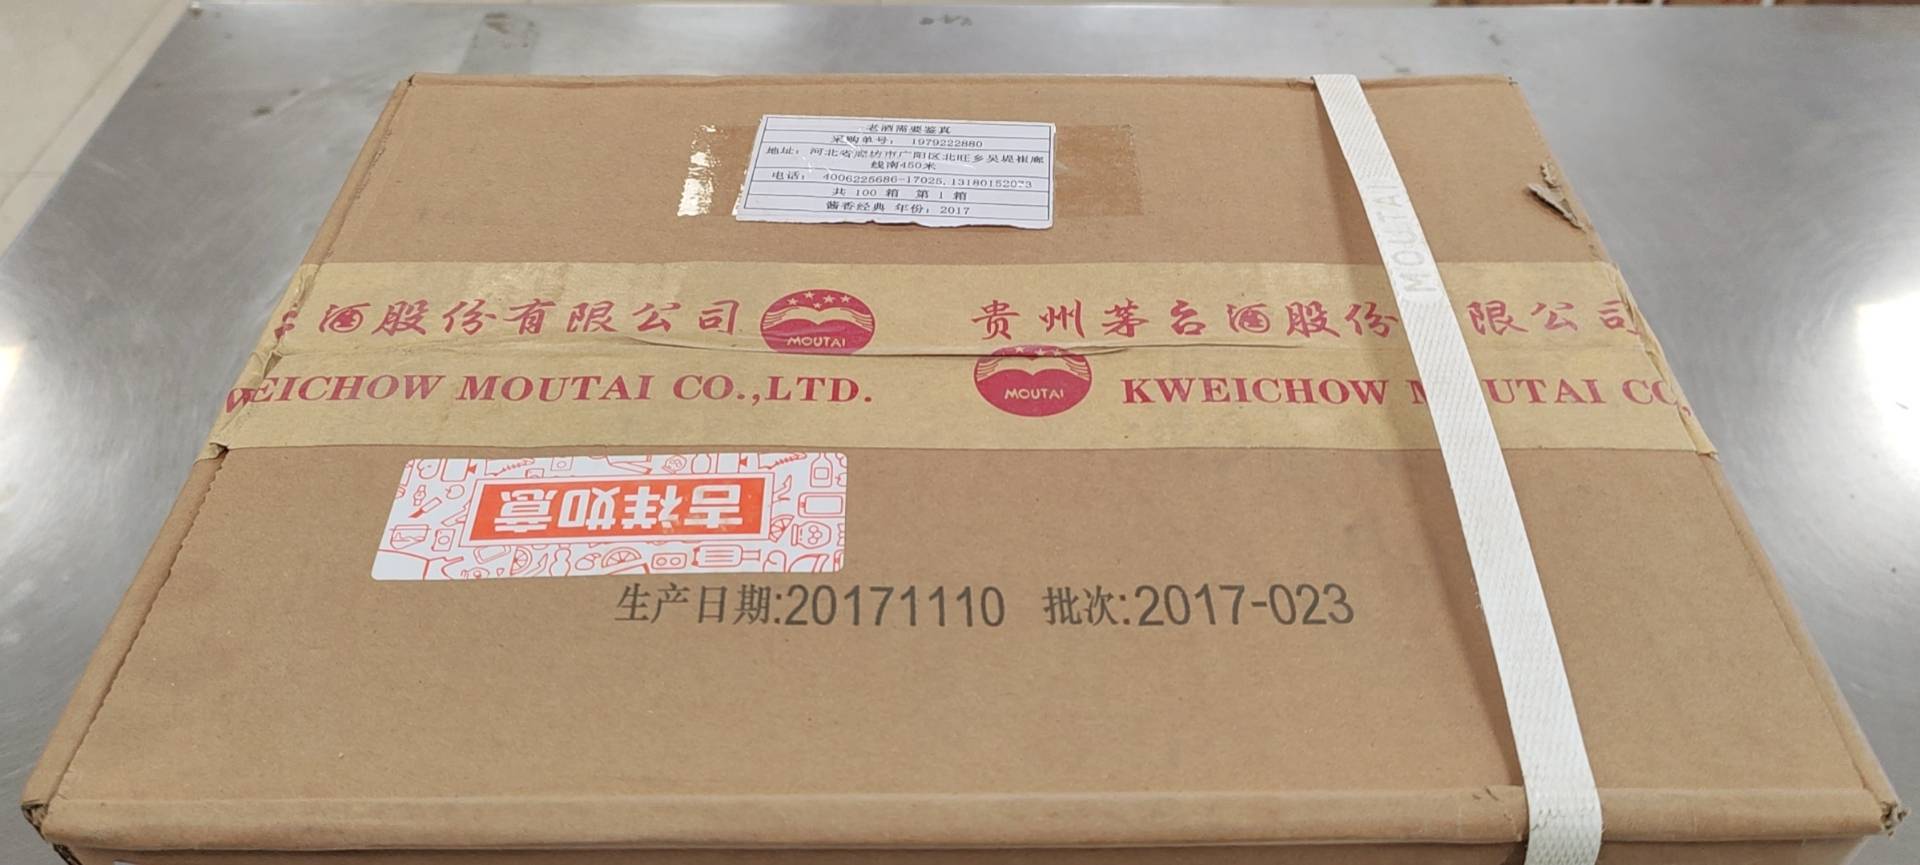 老酒需要鉴真
采购单号： 1979222880
地址： 河北省廊坊市广阳区北旺乡吴堤崔廊
线南450米
电话： 4006225686-17025,13180152073
共 100 箱 第 1 箱
酱香经典 年份：2017
酒股份有限公司 MOUTAI 贵州茅台酒股份 限公司
EICHOW MOUTAI CO.,LTD. MOUTAI KWEICHOW M UTAI CO,
MOUTAI
吉祥如意
生产日期:20171110 批次:2017-023